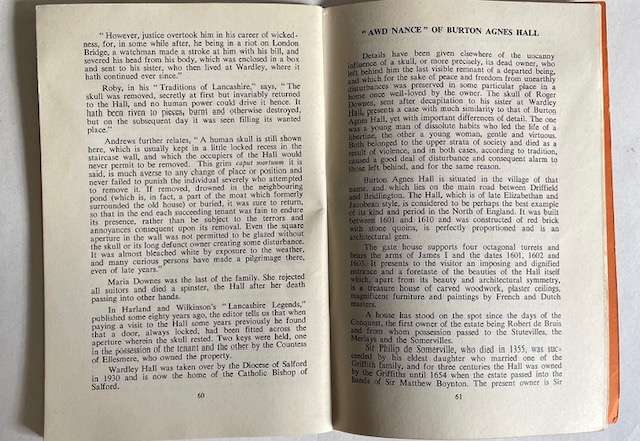 " However, justice overtook him in his career of wicked-
ness, for, in some while after, he being in a riot on London
Bridge, a watchman made a stroke at him with his bill, and
severed his head from his body, which was enclosed in a box
and sent to his sister, who then lived at Wardley, where it
hath continued ever since."
Roby, in his " Traditions of Lancashire," says, " The
skull was removed, secretly at first but invariably returned
to the Hall, and no human power could drive it hence. It
hath been riven to pieces, burnt and otherwise destroyed,
but on the subsequent day it was seen filling its wanted
place."
Andrews further relates, " A human skull is still shown
here, which is usually kept in a little locked recess in the
staircase wall, and which the occupiers of the Hall would
never permit to be removed. This grim caput mortuum it is
said, is much averse to any change of place or position and
never failed to punish the individual severely who attempted
to remove it. If removed, drowned in the neighbouring
pond (which is, in fact, a part of the moat which formerly
surrounded the old house) or buried, it was sure to return,
so that in the end each succeeding tenant was fain to endure
its presence, rather than be subject to the terrors and
annoyances consequent upon its removal. Even the square
aperture in the wall was not permitted to be glazed without
the skull or its long defunct owner creating some disturbance.
It was almost bleached white by exposure to the weather,
and many curious persons have made a pilgrimage there,
even of late years."
Maria Downes was the last of the family. She rejected
all suitors and died a spinster, the Hall after her death
passing into other hands.
In Harland and Wilkinson's " Lancashire Legends,"
published some eighty years ago, the editor tells us that when
paying a visit to the Hall some years previously he found
that a door, always locked, had been fitted across the
aperture wherein the skull rested. Two keys were held, one
in the possession of the tenant and the other by the Countess
of Ellesmere, who owned the property.
Wardley Hall was taken over by the Diocese of Salford
in 1930 and is now the home of the Catholic Bishop of
Salford.
60
" AWD NANCE " OF BURTON AGNES HALL
Details have been given elsewhere of the uncanny
influence of a skull, or more precisely, its dead owner, who
left behind him the last visible remnant of a departed being,
and which for the sake of peace and freedom from unearthly
disturbances was preserved in some particular place in a
home once well-loved by the owner. The skull of Roger
Downes, sent after decapitation to his sister at Wardley
Hall, presents a case with much similarity to that of Burton
Agnes Hall, yet with important differences of detail. The one
was a young man of dissolute habits who led the life of a
libertine, the other a young woman, gentle and virtuous.
Both belonged to the upper strata of society and died as a
result of violence, and in both cases, according to tradition,
caused a good deal of disturbance and consequent alarm to
those left behind, and for the same reason.
Burton Agnes Hall is situated in the village of that
name, and which lies on the main road between Driffield
and Bridlington. The Hall, which is of late Elizabethan and
Jacobean style, is considered to be perhaps the best example
of its kind and period in the North of England. It was built
between 1601 and 1610 and was constructed of red brick
with stone quoins, is perfectly proportioned and is an
architectural gem.
The gate house supports four octagonal turrets and
bears the arms of James I and the dates 1601, 1602 and
1603. It presents to the visitor an imposing and dignified
entrance and a foretaste of the beauties of the Hall itself
which, apart from its beauty and architectural symmetry,
is a treasure house of carved woodwork, plaster ceilings,
magnificent furniture and paintings by French and Dutch
masters.
A house has stood on the spot since the days of the
Conquest, the first owner of the estate being Robert de Bruis
and from whom possession passed to the Stutevilles, the
Merlays and the Somervilles.
Sir Philip de Somerville, who died in 1355, was suc-
ceeded by his eldest daughter who married one of the
Griffith family, and for three centuries the Hall was owned
by the Griffiths until 1654 when the estate passed into the
hands of Sir Matthew Boynton. The present owner is Sir
61